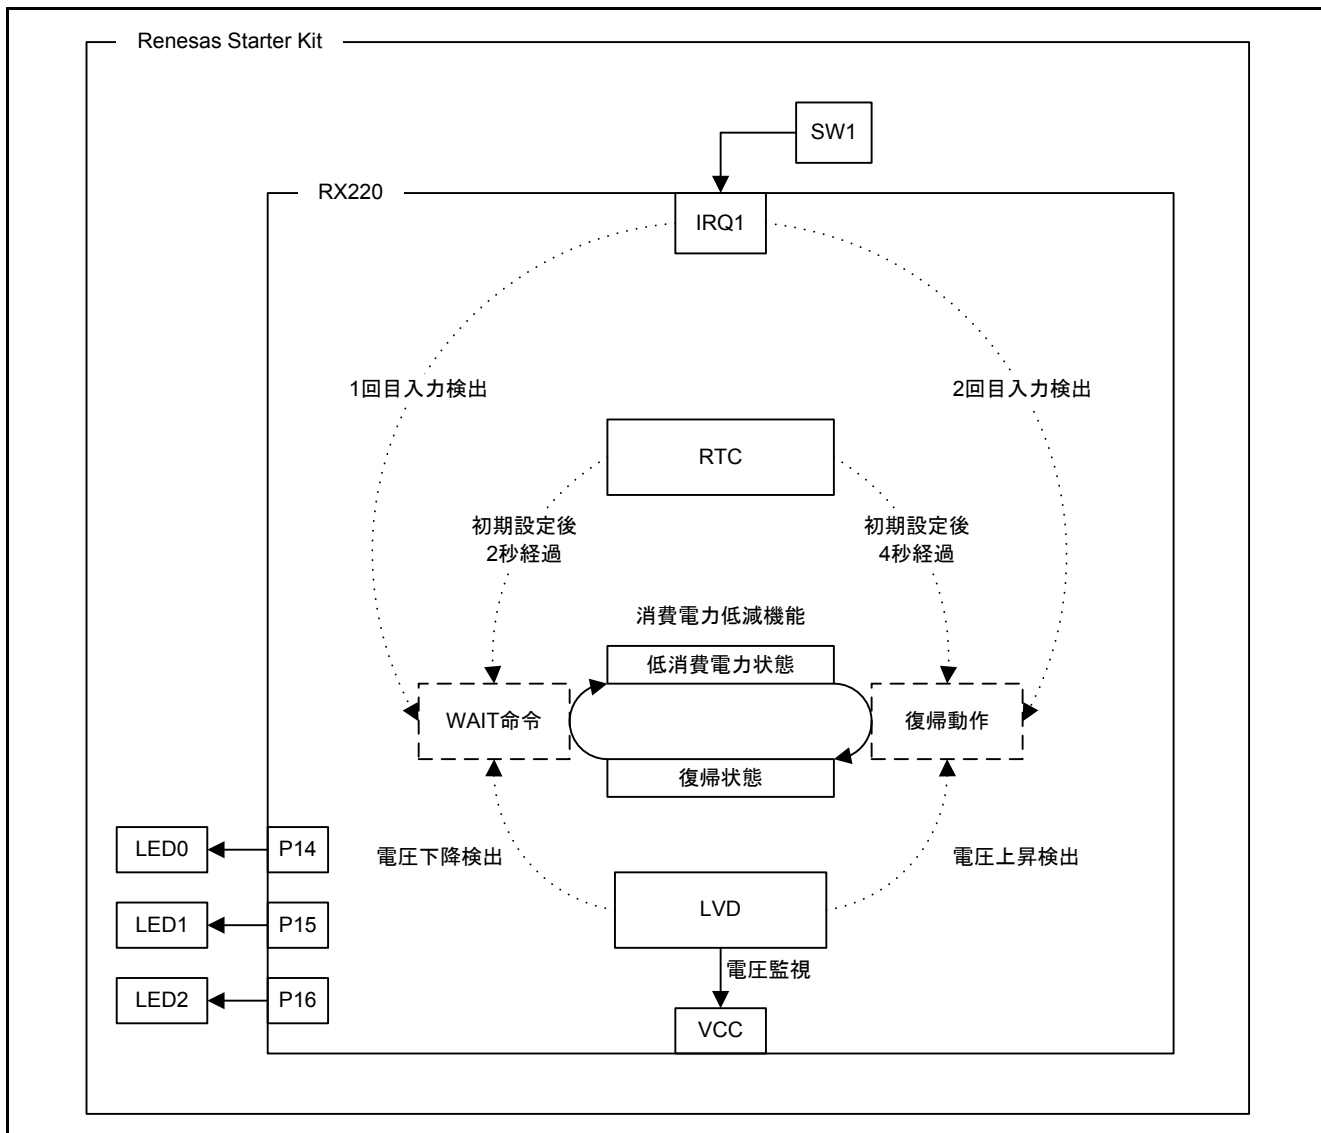 Renesas Starter Kit
SW1
RX220
IRQ1
1回目入力検出
2回目入力検出
RTC
初期設定後
2秒経過
初期設定後
4秒経過
消費電力低減機能
低消費電力状態
WAIT命令
復帰動作
復帰状態
LED0
P14
電圧下降検出
電圧上昇検出
LVD
LED1
P15
電圧監視
LED2
P16
VCC